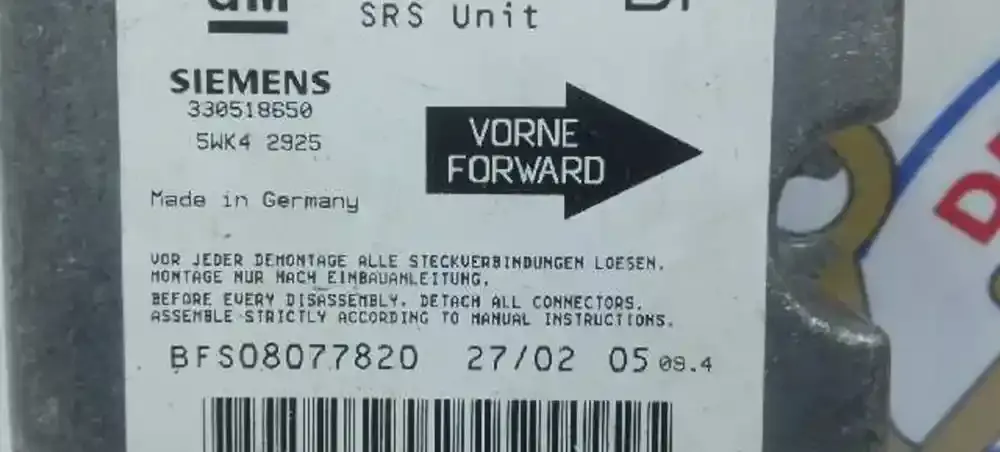 GM
SRS Unit
SIEMENS
330518650
5WK4 2925
VORNE
FORWARD
Made in Germany
VOR JEDER DEMONTAGE ALLE STECKVERBINDUNGEN LOESEN.
MONTAGE NUR NACH EINBAUANLEITUNG.
BEFORE EVERY DISASSEMBLY, DETACH ALL CONNECTORS.
ASSEMBLE STRICTLY ACCORDING TO MANUAL INSTRUCTIONS.
BFS08077820 27/02 05 09.4